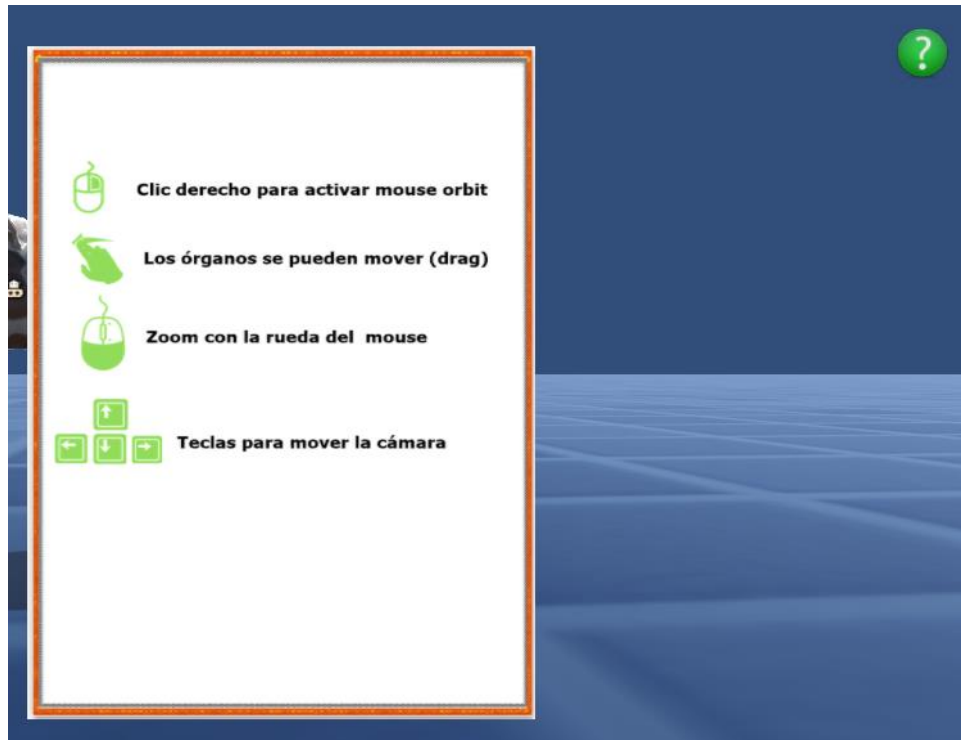 ?
Clic derecho para activar mouse orbit
Los órganos se pueden mover (drag)
Zoom con la rueda del mouse
Teclas para mover la cámara